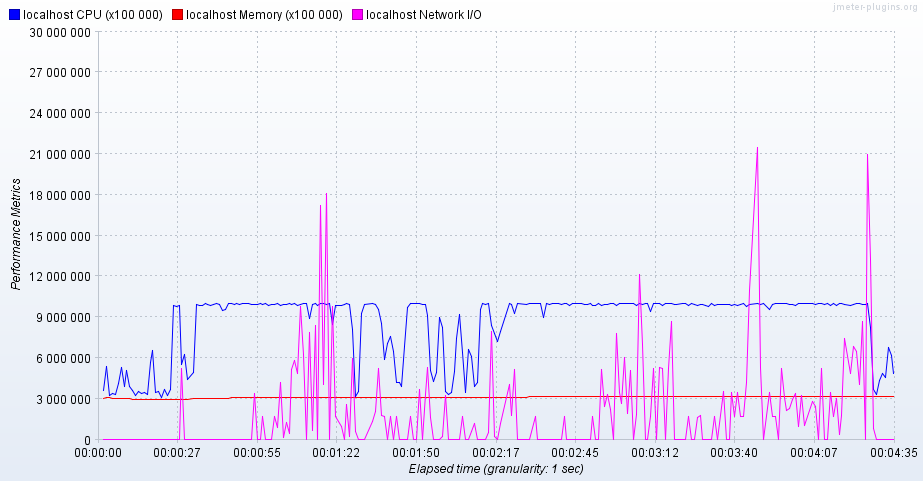 jmeter-plugins.org
localhost CPU (x100 000) localhost Memory (x100 000) localhost Network I/O
30 000 000
27 000 000
24 000 000
21 000 000
18 000 000
15 000 000
12 000 000
9 000 000
6 000 000
3 000 000
0
Performance Metrics
00:00:00 00:00:27 00:00:55 00:01:22 00:01:50 00:02:17 00:02:45 00:03:12 00:03:40 00:04:07 00:04:35
Elapsed time (granularity: 1 sec)